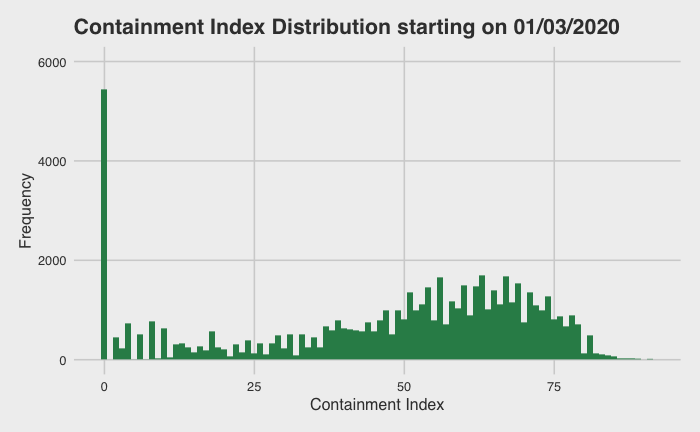 Containment Index Distribution starting on 01/03/2020
6000
4000
2000
0
Frequency
0 25 50 75
Containment Index